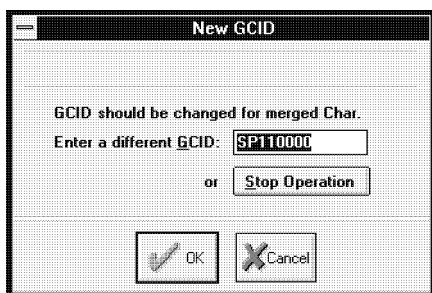 New GCID
GCID should be changed for merged Char.
Enter a different GCID: SP110000
or Stop Operation
OK Cancel